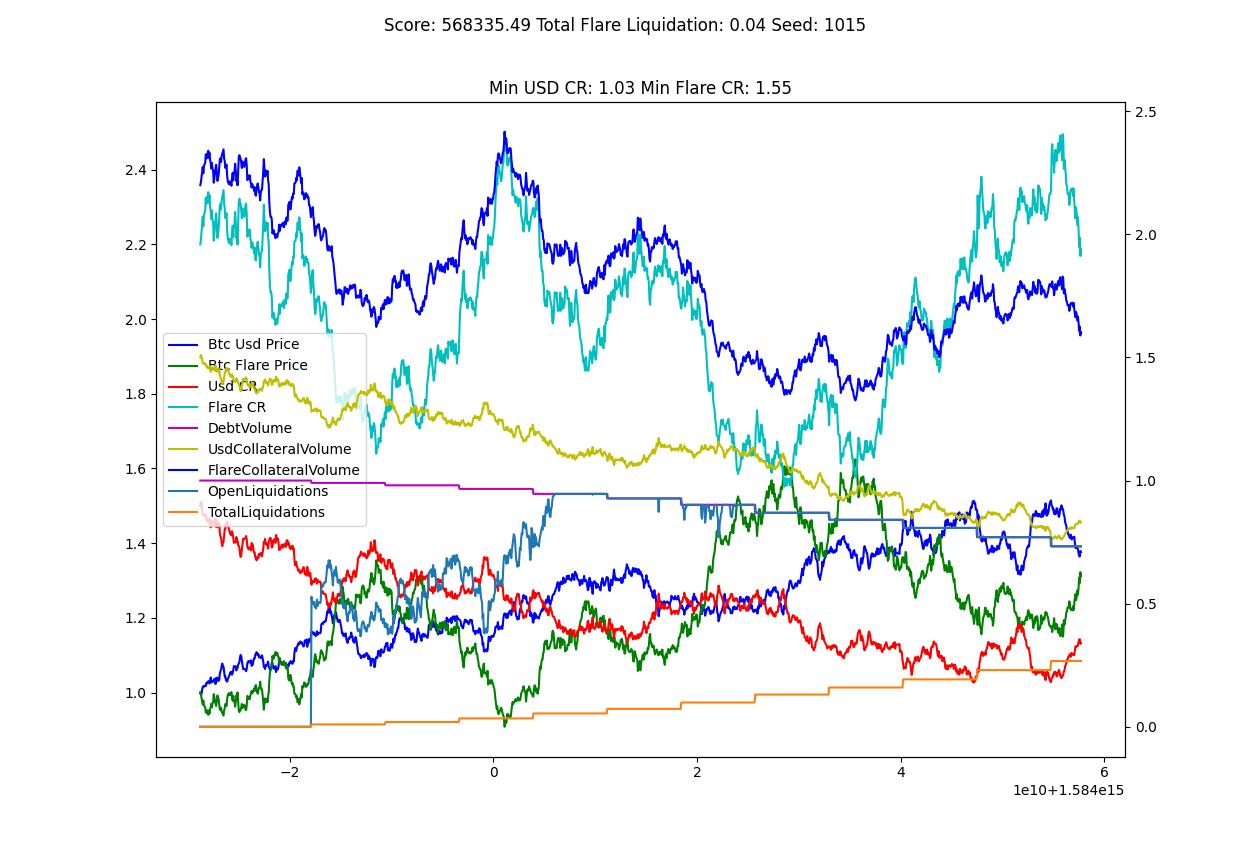 Score: 568335.49 Total Flare Liquidation: 0.04 Seed: 1015
Min USD CR: 1.03 Min Flare CR: 1.55
2.4
2.2
2.0
1.8
1.6
1.4
1.2
1.0
Btc Usd Price
Btc Flare Price
Usd CR
Flare CR
DebtVolume
UsdCollateralVolume
FlareCollateralVolume
OpenLiquidations
TotalLiquidations
2.5
2.0
1.5
1.0
0.5
0.0
−2 0 2 4 6
1e10+1.584e15